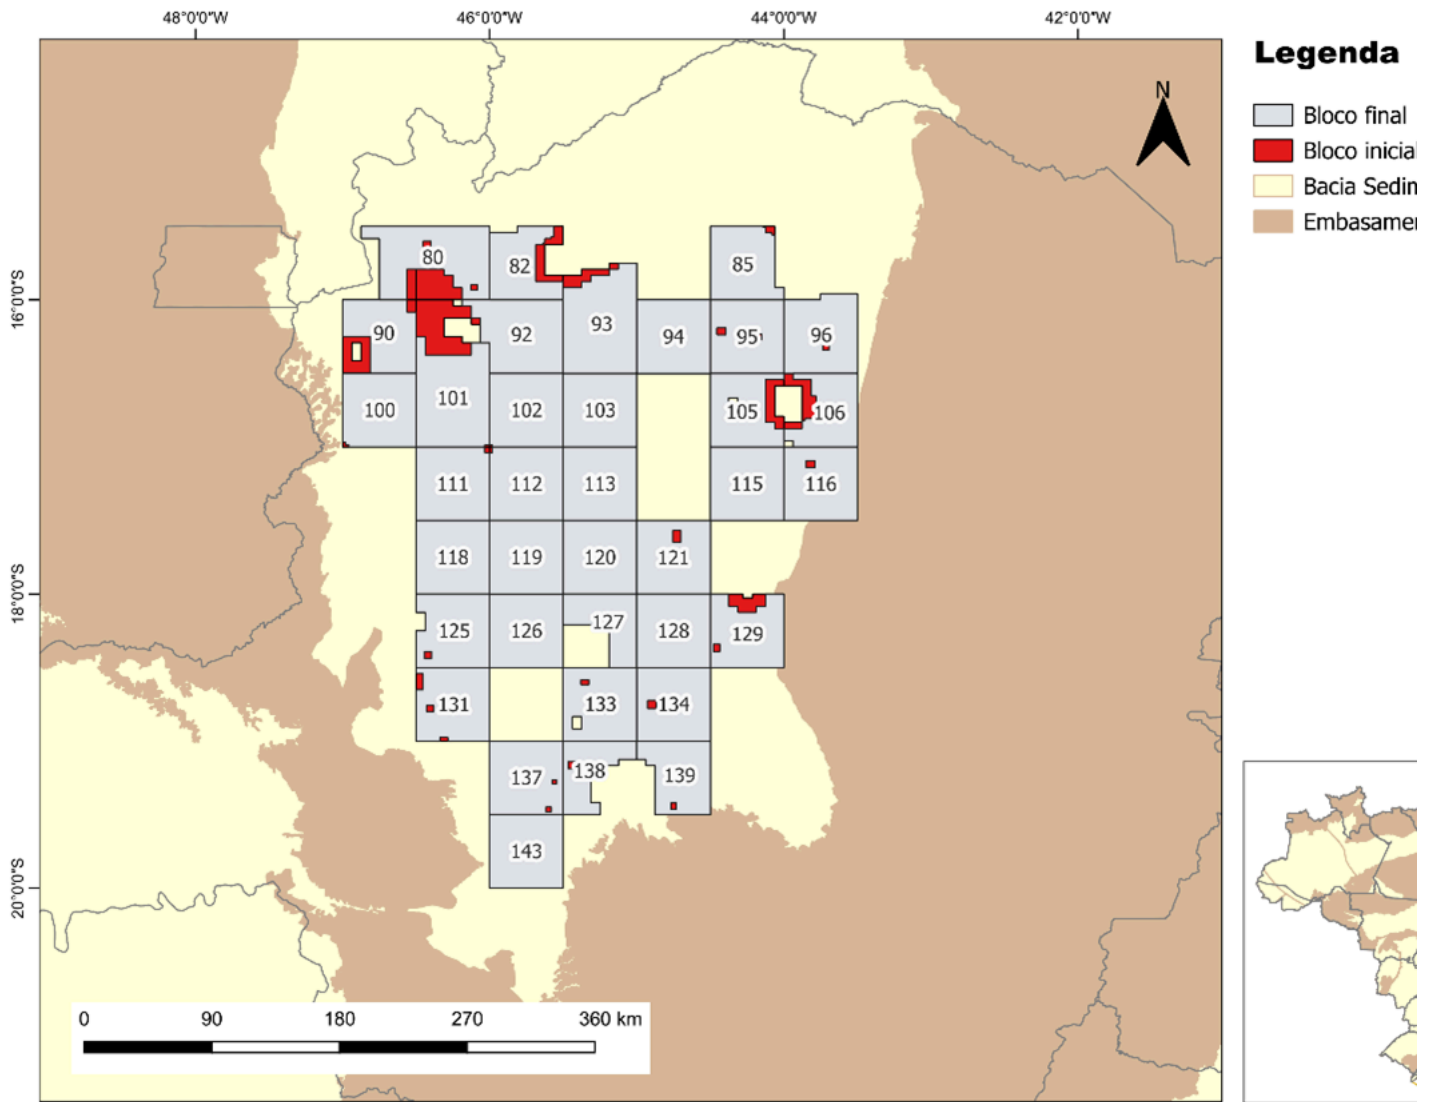 48°0'0"W 46°0'0"W 44°0'0"W 42°0'0"W
Legenda
N
Bloco final
Bloco inicial
Bacia Sedin
Embasamer
16°0'0"S
18°0'0"S
20°0'0"S
80 82 85
90 92 93 94 95 96
100 101 102 103 105 106
111 112 113 115 116
118 119 120 121
125 126 127 128 129
131 133 134
137 138 139
143
0 90 180 270 360 km